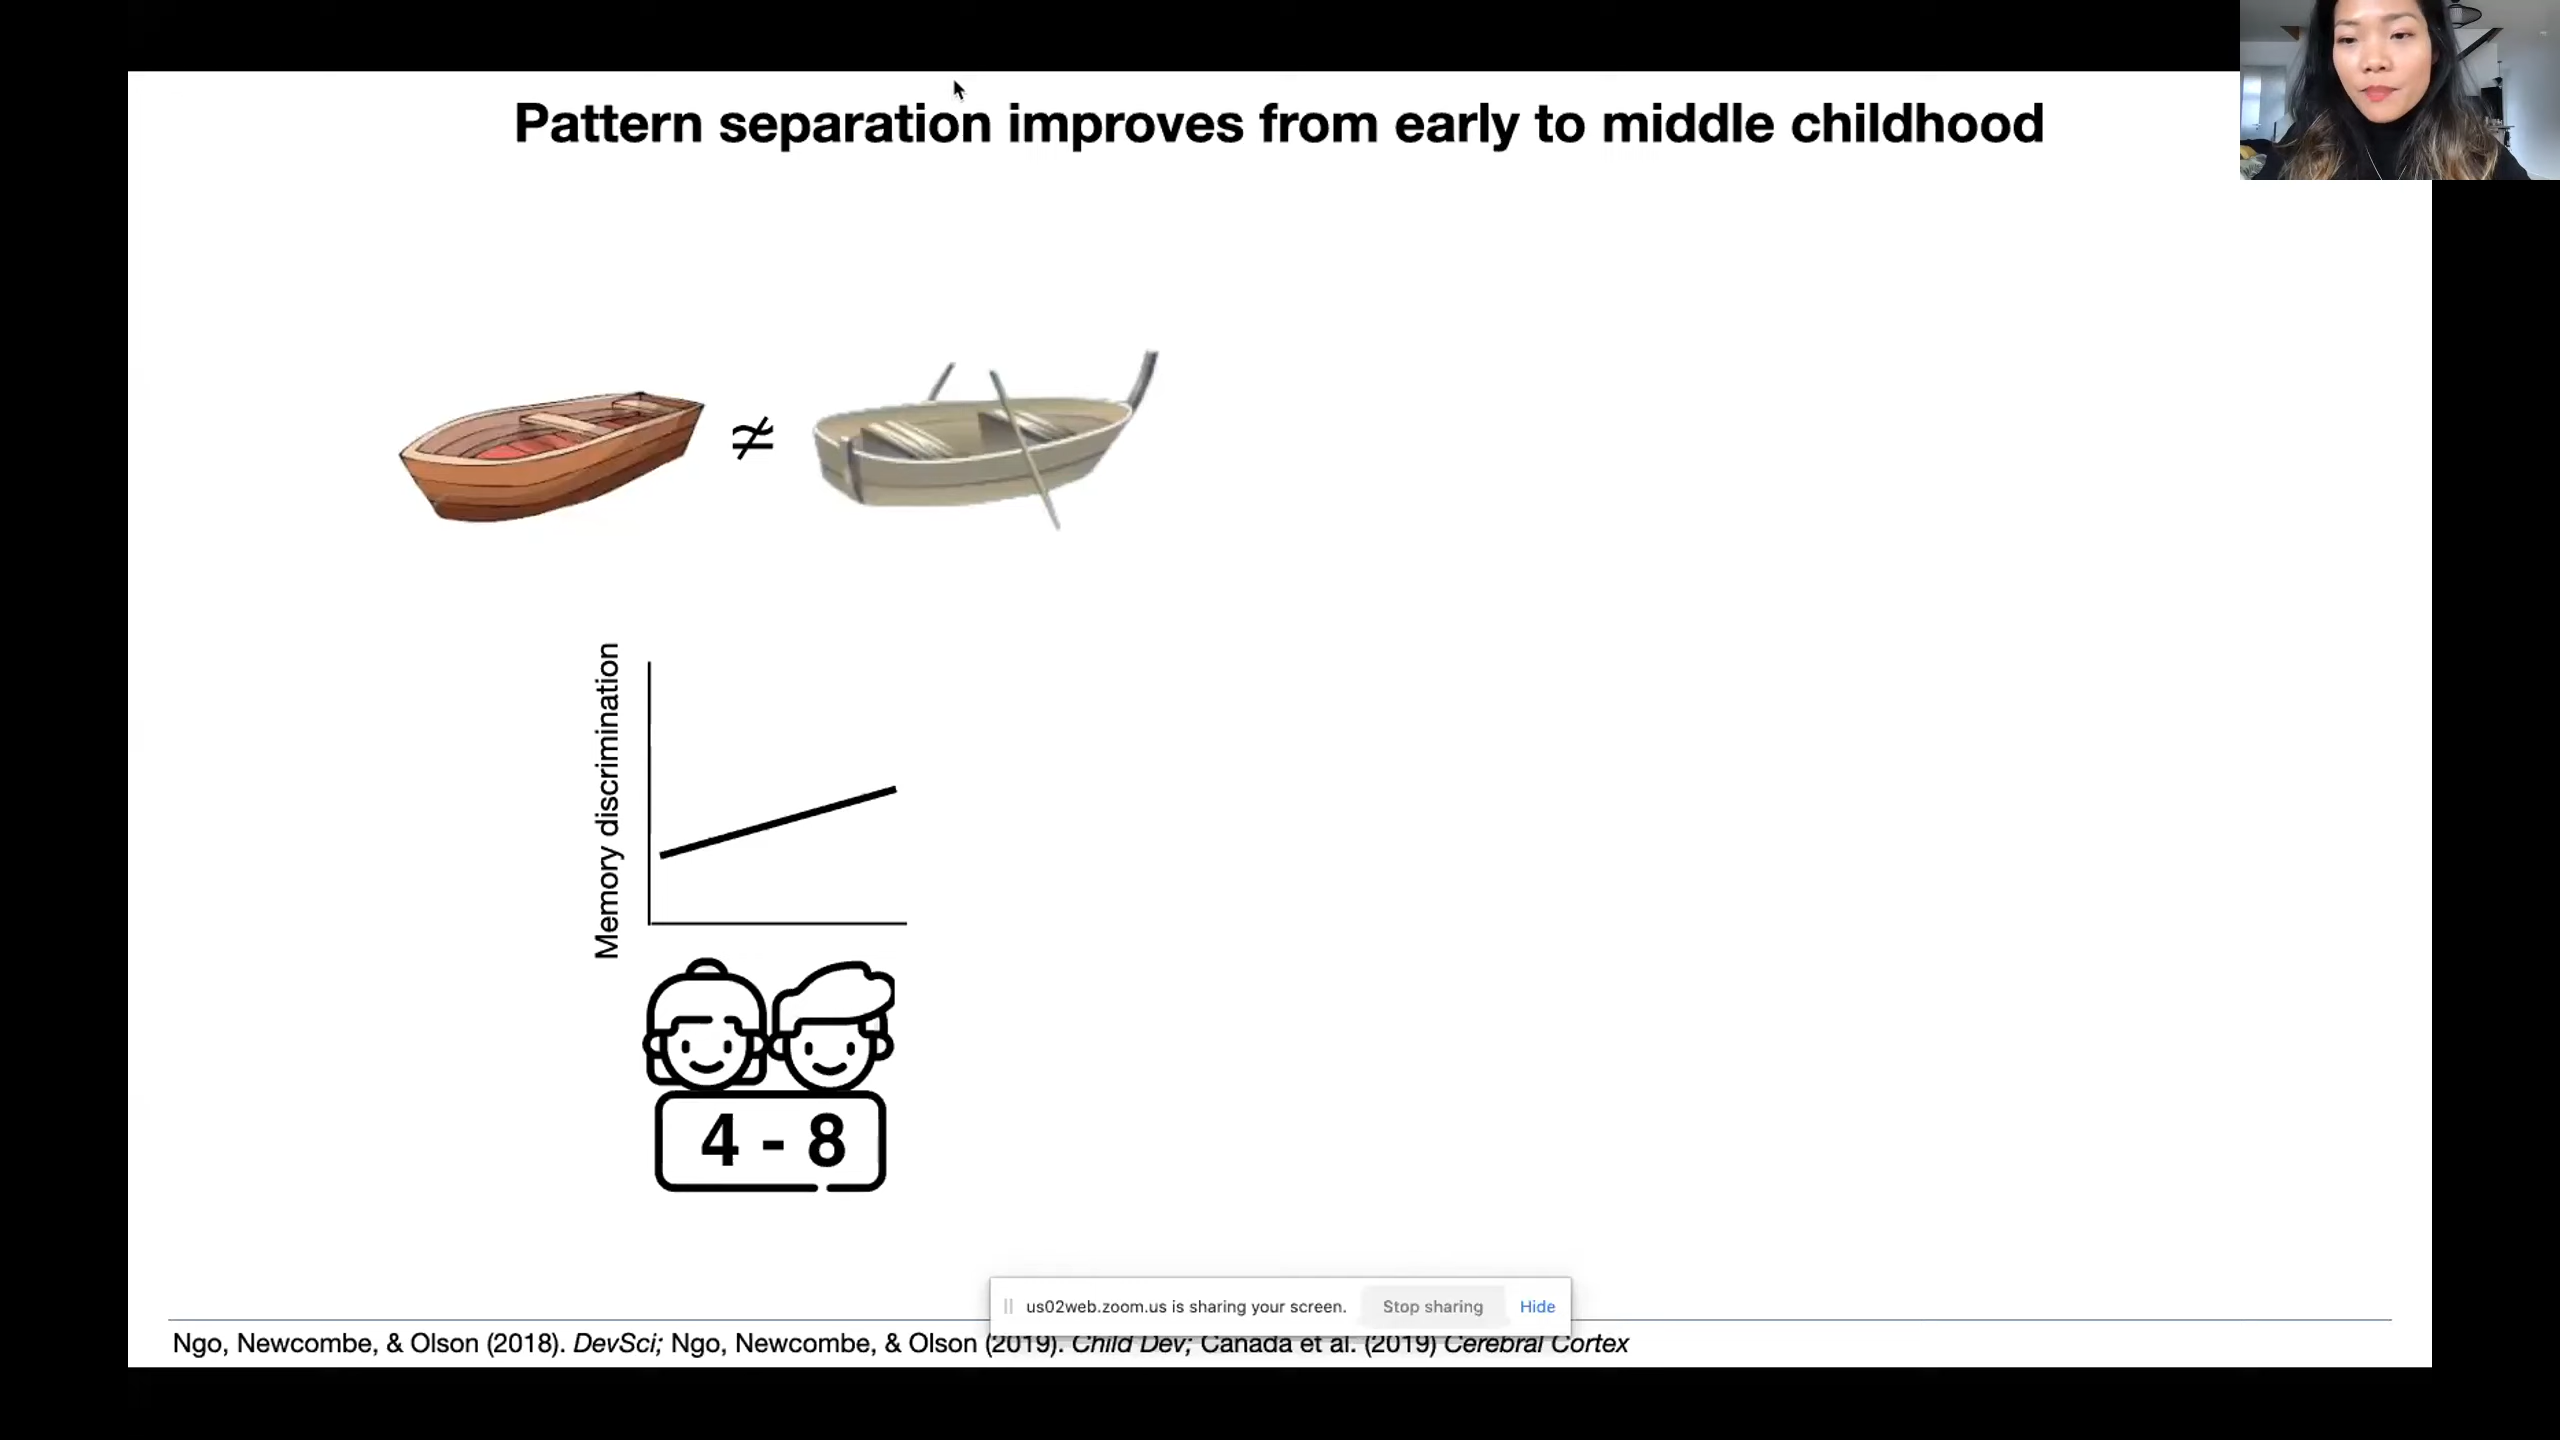 Pattern separation improves from early to middle childhood
≉
Memory discrimination
4 - 8
us02web.zoom.us is sharing your screen. Stop sharing Hide
Ngo, Newcombe, & Olson (2018). DevSci; Ngo, Newcombe, & Olson (2019). Child Dev; Canada et al. (2019) Cerebral Cortex